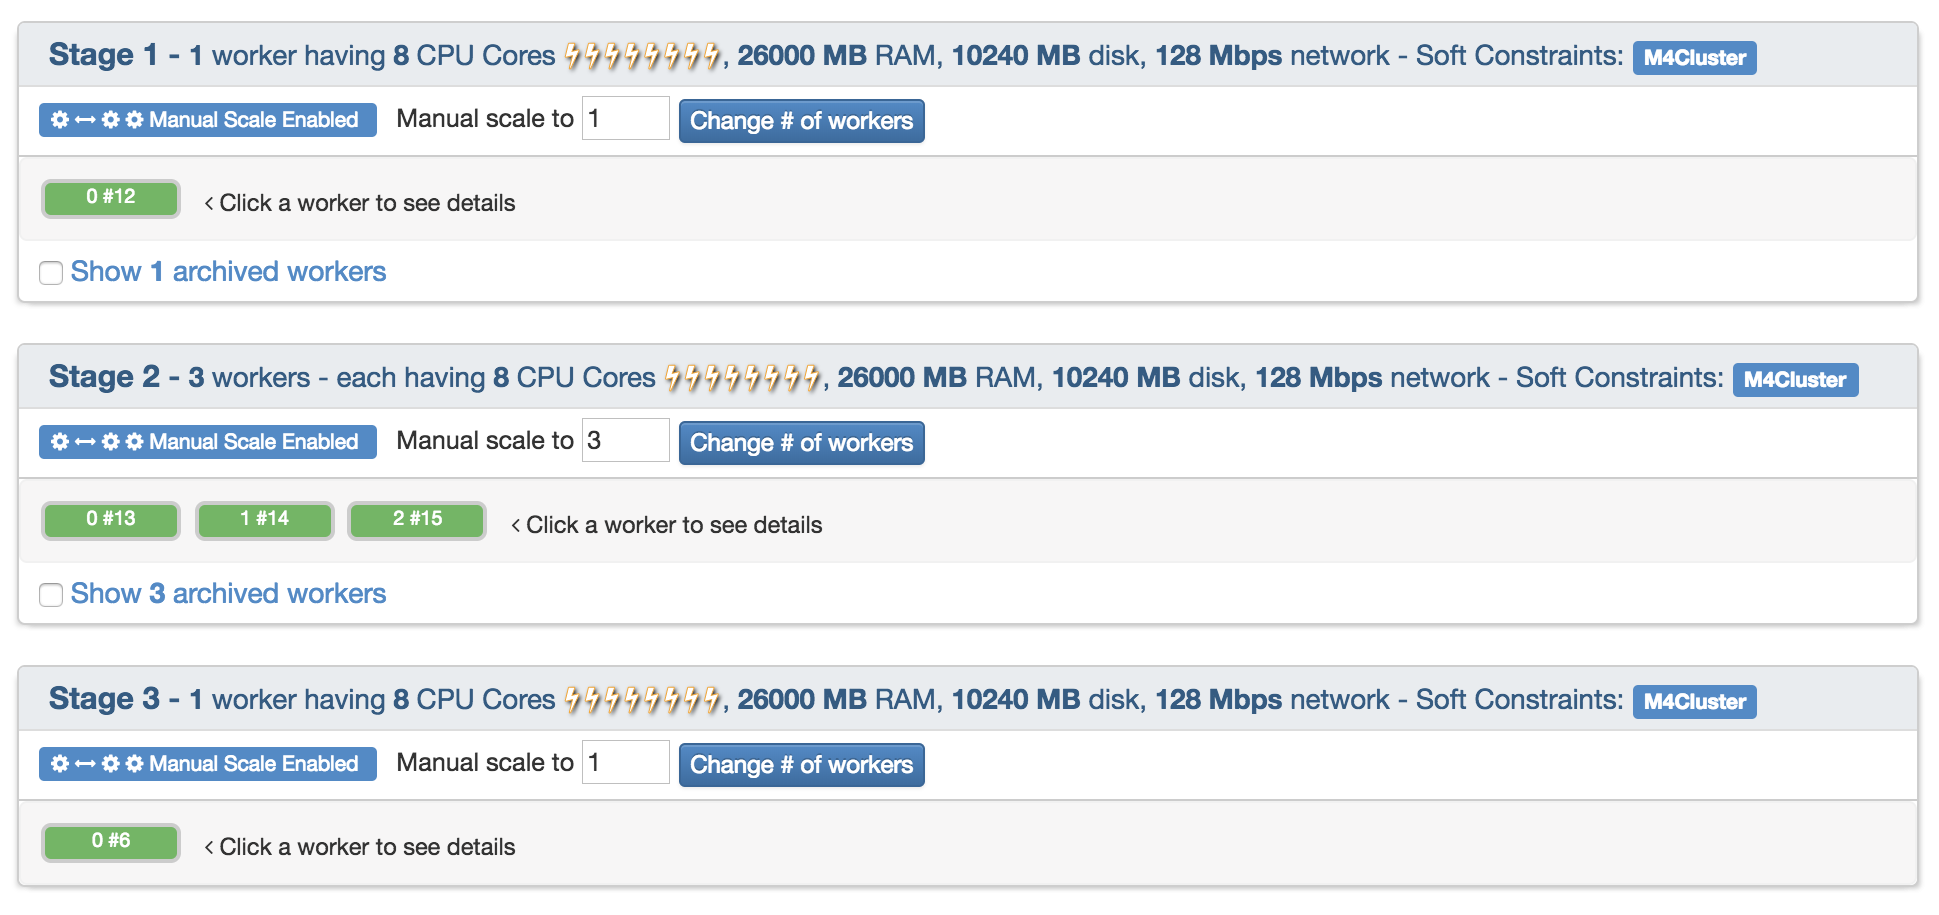 Stage 1 - 1 worker having 8 CPU Cores ⚡⚡⚡⚡⚡⚡⚡⚡, 26000 MB RAM, 10240 MB disk, 128 Mbps network - Soft Constraints: M4Cluster
Manual Scale Enabled Manual scale to 1 Change # of workers
0 #12 ‹ Click a worker to see details
Show 1 archived workers
Stage 2 - 3 workers - each having 8 CPU Cores ⚡⚡⚡⚡⚡⚡⚡⚡, 26000 MB RAM, 10240 MB disk, 128 Mbps network - Soft Constraints: M4Cluster
Manual Scale Enabled Manual scale to 3 Change # of workers
0 #13 1 #14 2 #15 ‹ Click a worker to see details
Show 3 archived workers
Stage 3 - 1 worker having 8 CPU Cores ⚡⚡⚡⚡⚡⚡⚡⚡, 26000 MB RAM, 10240 MB disk, 128 Mbps network - Soft Constraints: M4Cluster
Manual Scale Enabled Manual scale to 1 Change # of workers
0 #6 ‹ Click a worker to see details